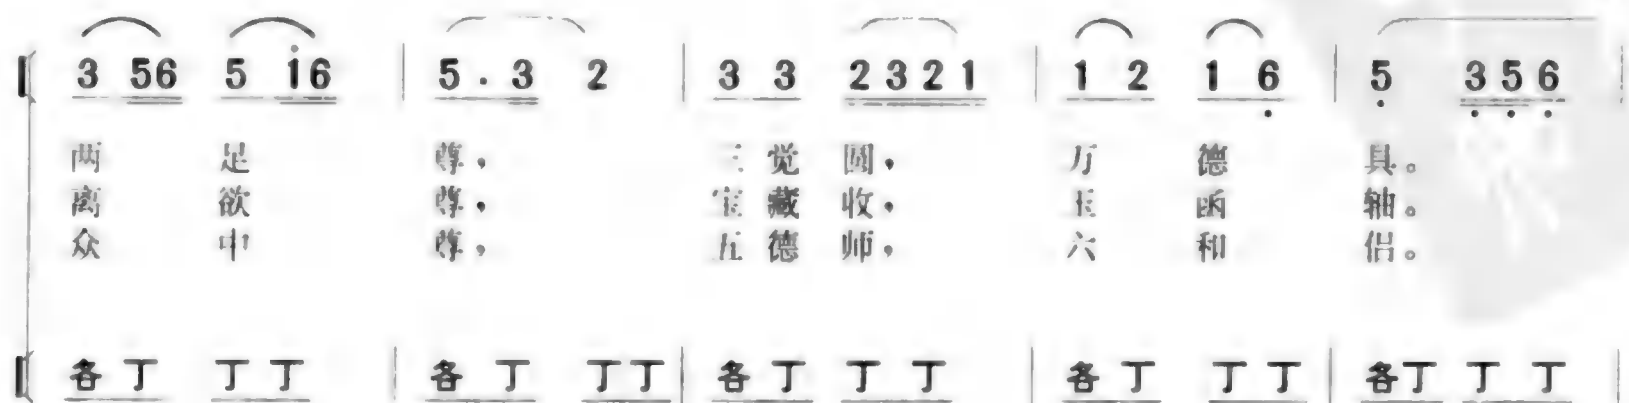 3 56 5 i6 | 5 . 3 2 | 3 3 2321 | 1 2 1 6 | 5 356 |
两 足 尊, 三 觉 圆, 万 德 具。
离 欲 尊, 宝 藏 收, 玉 函 轴。
众 中 尊, 五 德 师, 六 和 侣。
各 丁 丁 丁 | 各 丁 丁丁 | 各 丁 丁 丁 | 各 丁 丁 丁 | 各丁 丁 丁 |